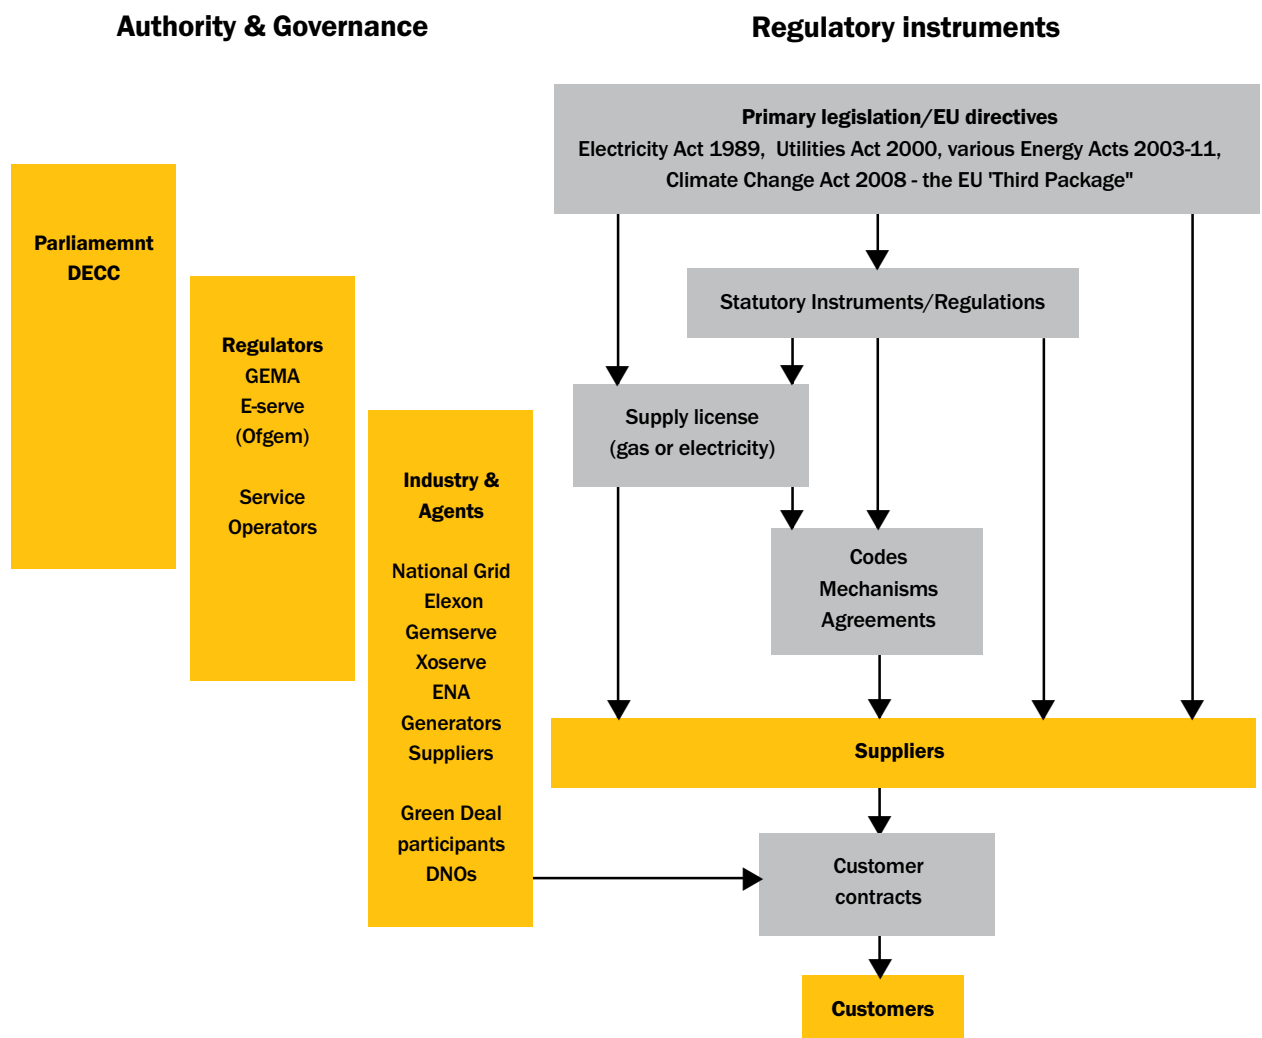 Authority & Governance
Regulatory instruments
Primary legislation/EU directives
Electricity Act 1989, Utilities Act 2000, various Energy Acts 2003-11,
Climate Change Act 2008 - the EU 'Third Package"
Parliamemnt
DECC
Regulators
GEMA
E-serve
(Ofgem)
Service
Operators
Industry &
Agents
National Grid
Elexon
Gemserve
Xoserve
ENA
Generators
Suppliers
Green Deal
participants
DNOs
Statutory Instruments/Regulations
Supply license
(gas or electricity)
Codes
Mechanisms
Agreements
Suppliers
Customer
contracts
Customers